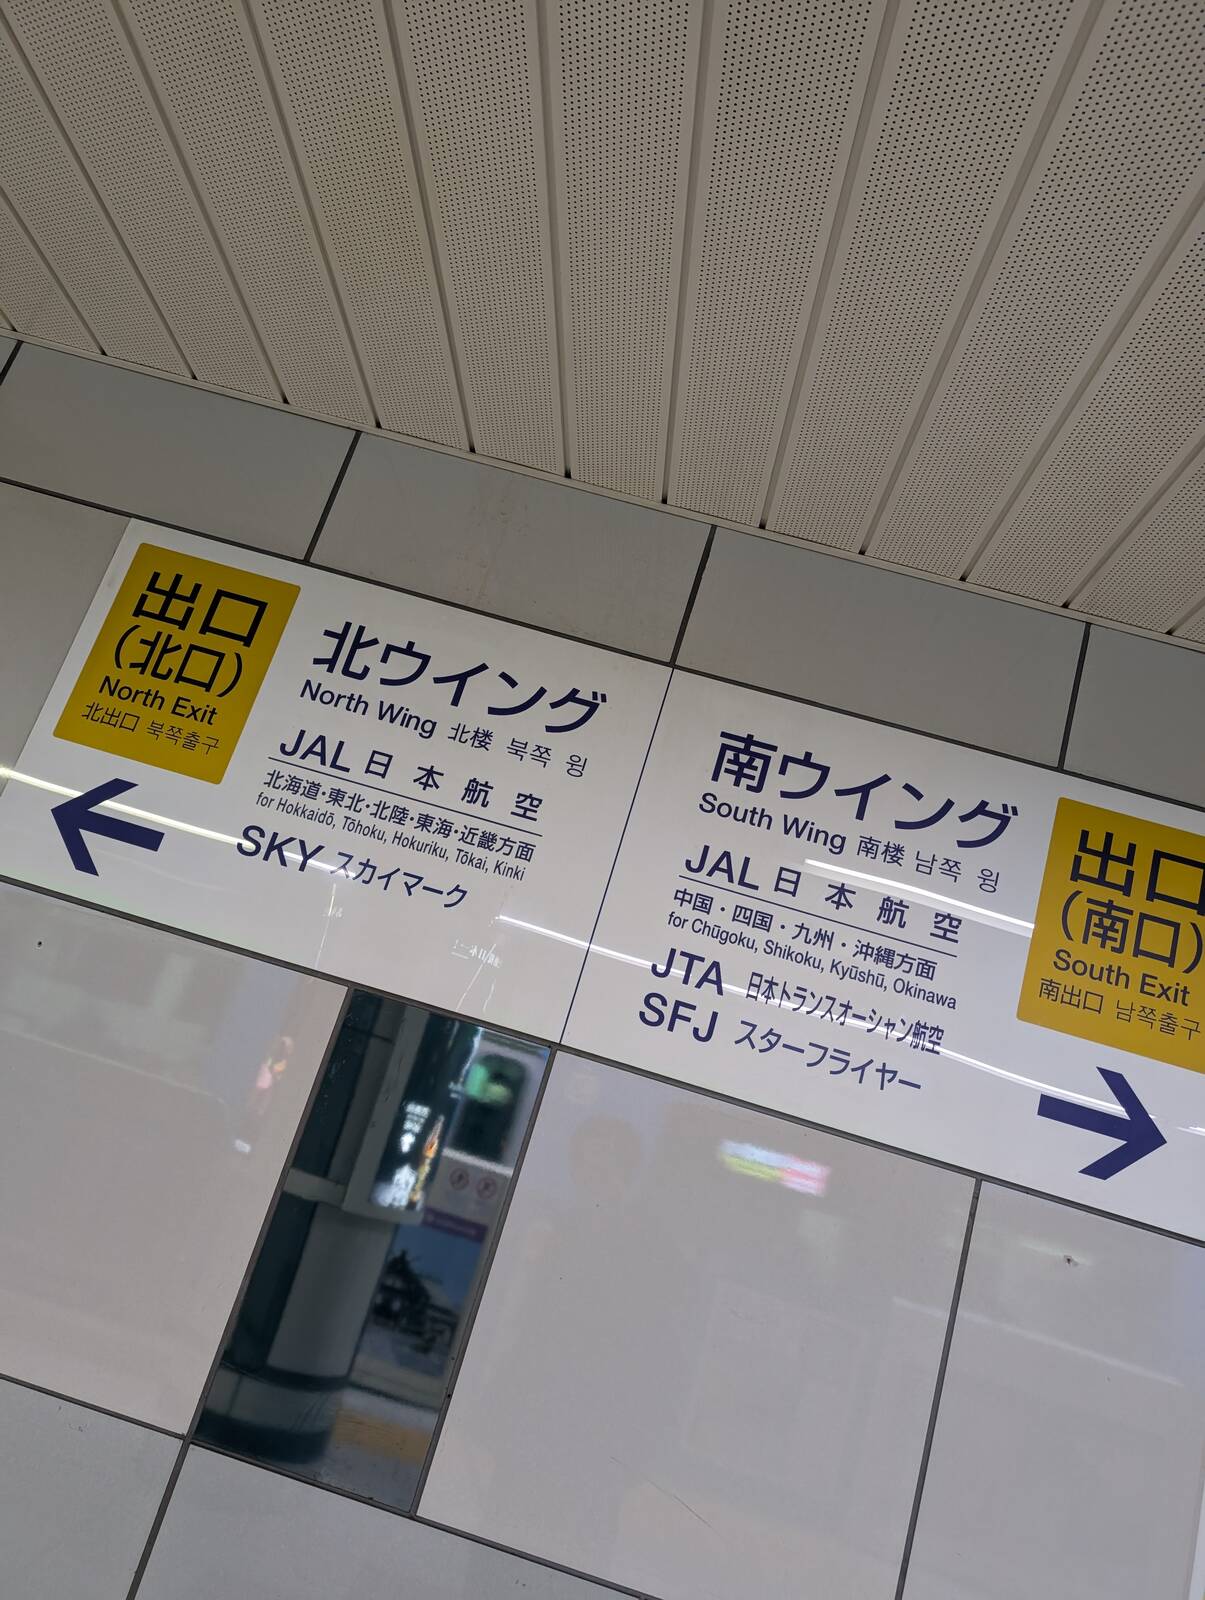 出口
(北口)
North Exit
北出口 북쪽출구
北ウイング
North Wing 北楼 북쪽 윙
JAL 日本航空
北海道・東北・北陸・東海・近畿方面
for Hokkaidō, Tōhoku, Hokuriku, Tōkai, Kinki
SKY スカイマーク
南ウイング
South Wing 南楼 남쪽 윙
JAL 日本航空
中国・四国・九州・沖縄方面
for Chūgoku, Shikoku, Kyūshū, Okinawa
JTA 日本トランスオーシャン航空
SFJ スターフライヤー
出口
(南口)
South Exit
南出口 남쪽출구